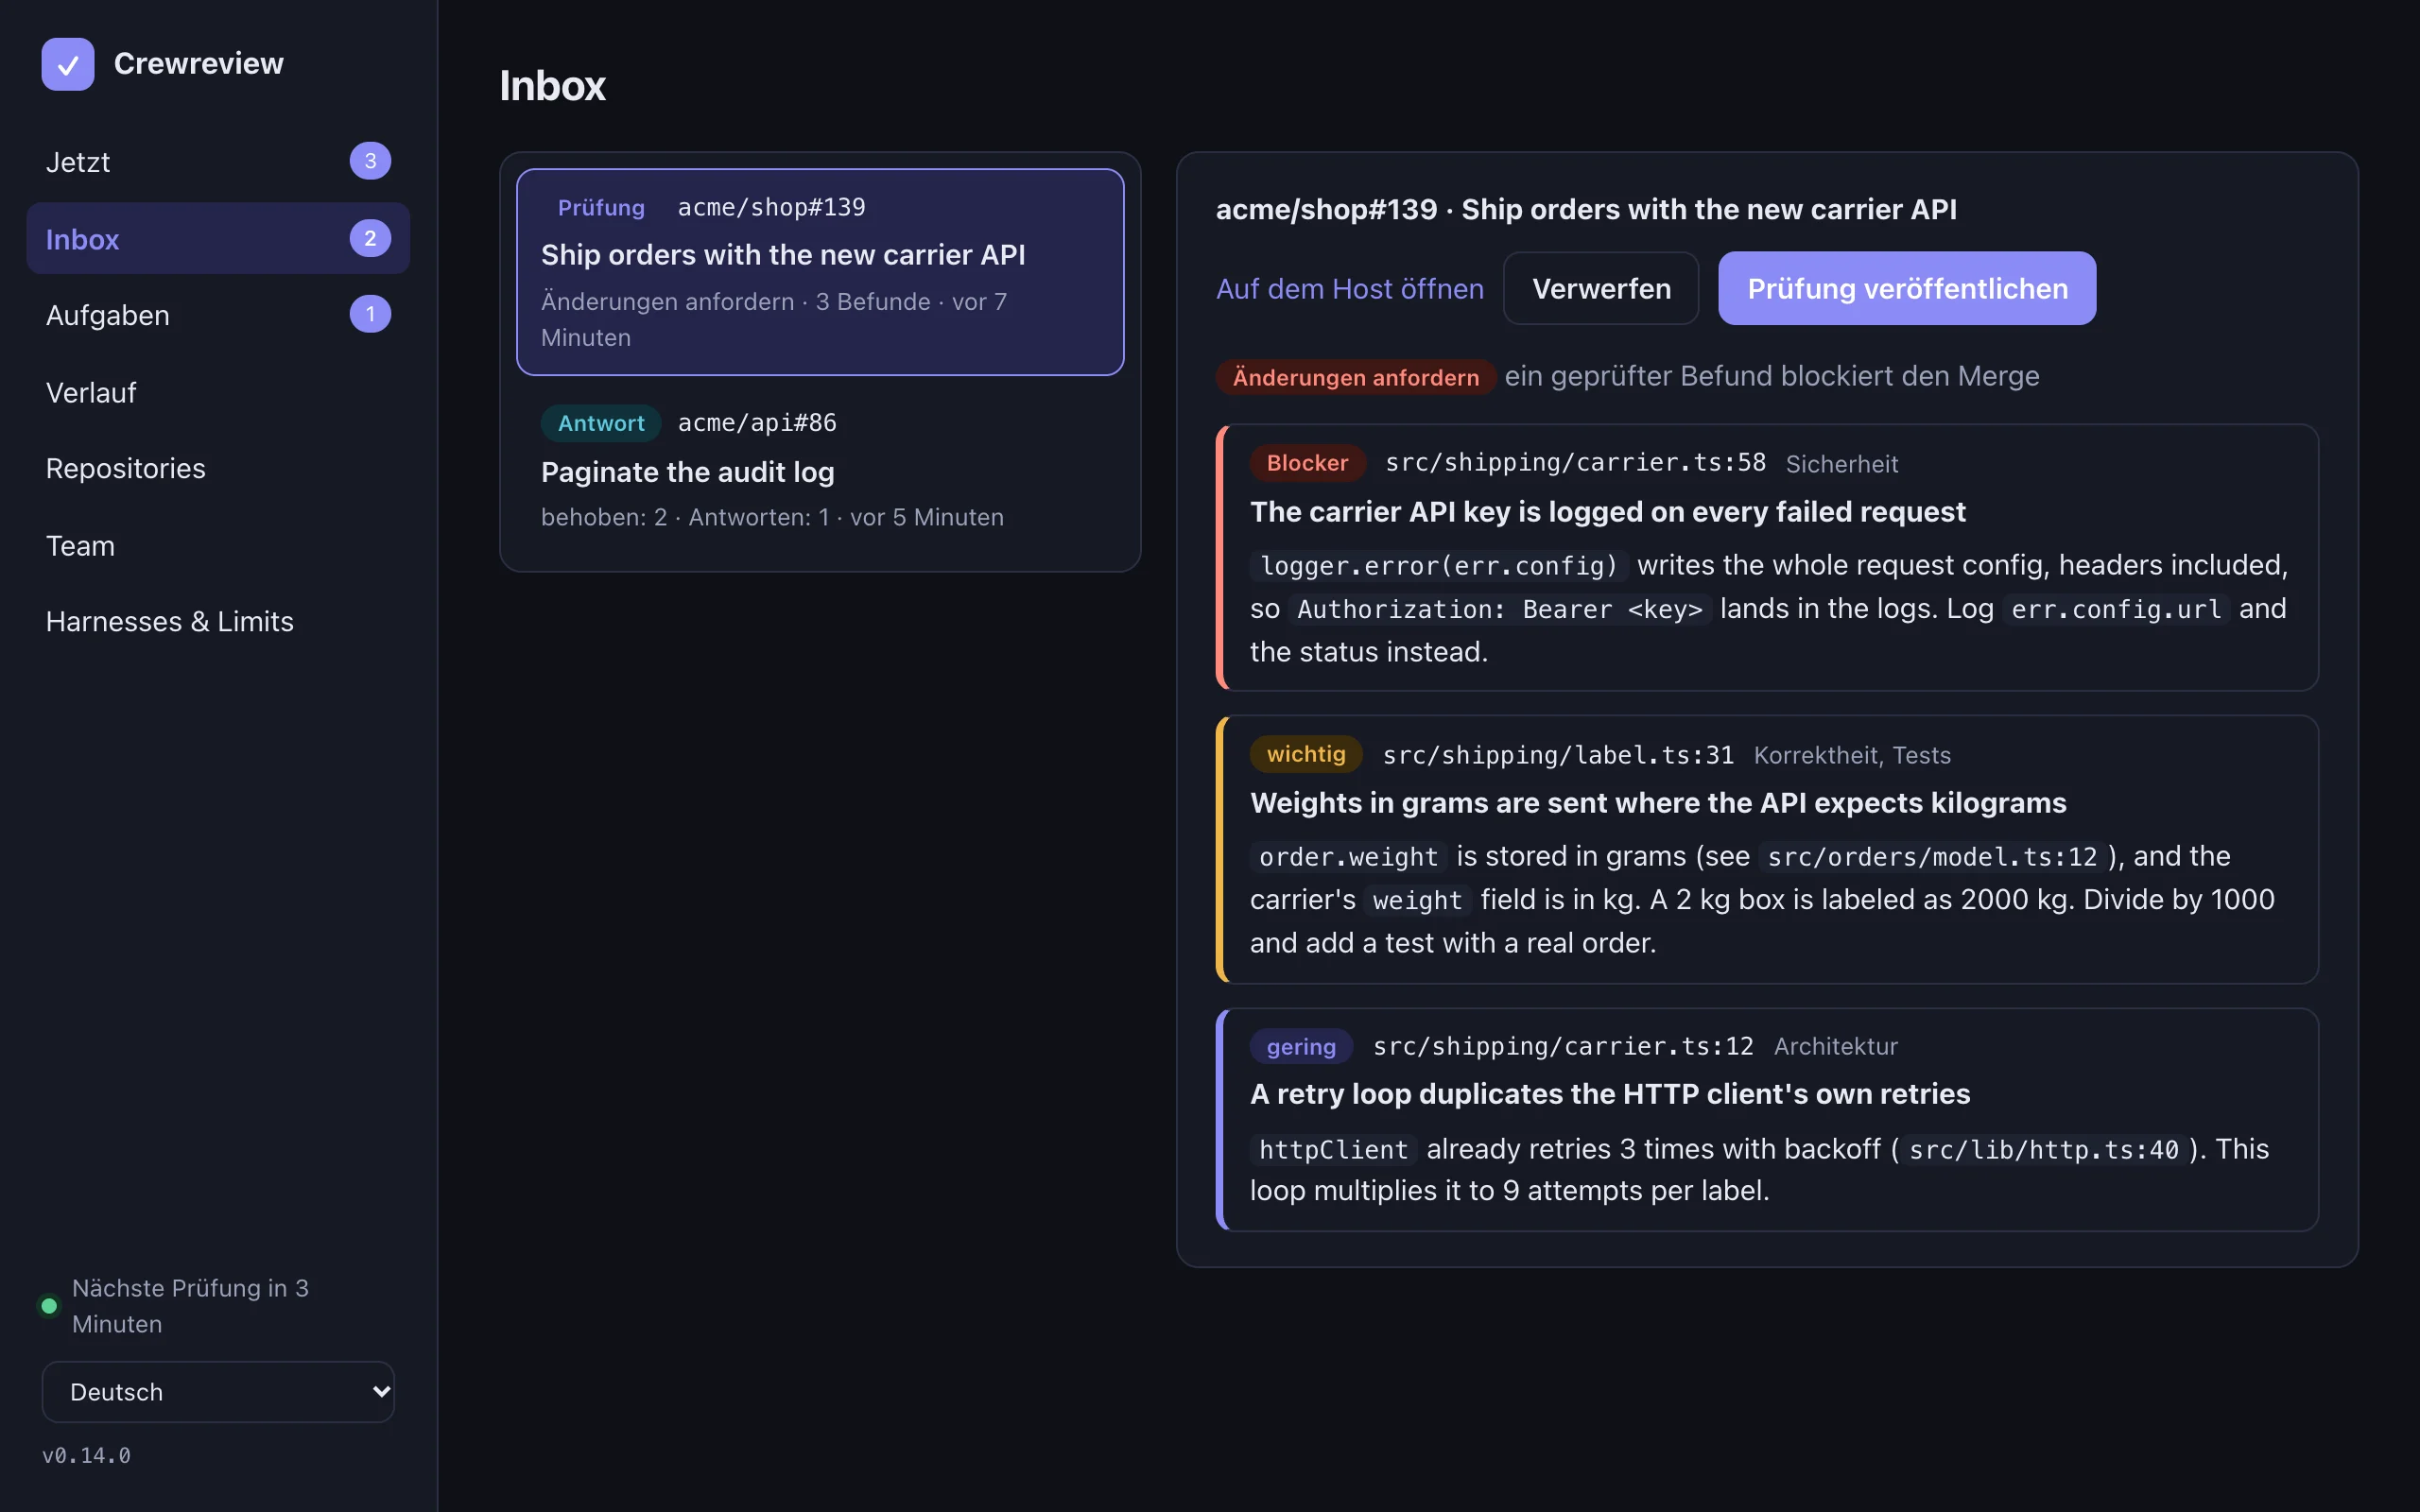 Crewreview
Jetzt 3
Inbox 2
Aufgaben 1
Verlauf
Repositories
Team
Harnesses & Limits
Nächste Prüfung in 3
Minuten
Deutsch
v0.14.0
Inbox
Prüfung acme/shop#139
Ship orders with the new carrier API
Änderungen anfordern · 3 Befunde · vor 7
Minuten
Antwort acme/api#86
Paginate the audit log
behoben: 2 · Antworten: 1 · vor 5 Minuten
acme/shop#139 · Ship orders with the new carrier API
Auf dem Host öffnen Verwerfen Prüfung veröffentlichen
Änderungen anfordern ein geprüfter Befund blockiert den Merge
Blocker src/shipping/carrier.ts:58 Sicherheit
The carrier API key is logged on every failed request
logger.error(err.config) writes the whole request config, headers included,
so Authorization: Bearer <key> lands in the logs. Log err.config.url and
the status instead.
wichtig src/shipping/label.ts:31 Korrektheit, Tests
Weights in grams are sent where the API expects kilograms
order.weight is stored in grams (see src/orders/model.ts:12), and the
carrier's weight field is in kg. A 2 kg box is labeled as 2000 kg. Divide by 1000
and add a test with a real order.
gering src/shipping/carrier.ts:12 Architektur
A retry loop duplicates the HTTP client's own retries
httpClient already retries 3 times with backoff (src/lib/http.ts:40). This
loop multiplies it to 9 attempts per label.